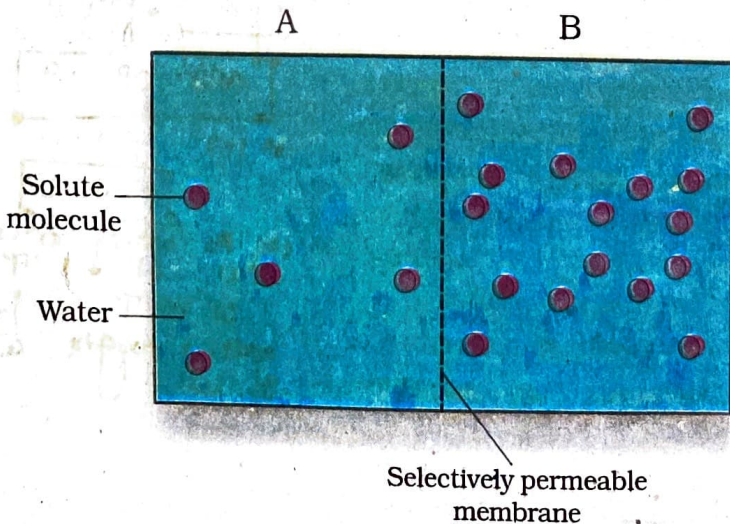 A
B
Solute
molecule
Water
Selectively permeable
membrane